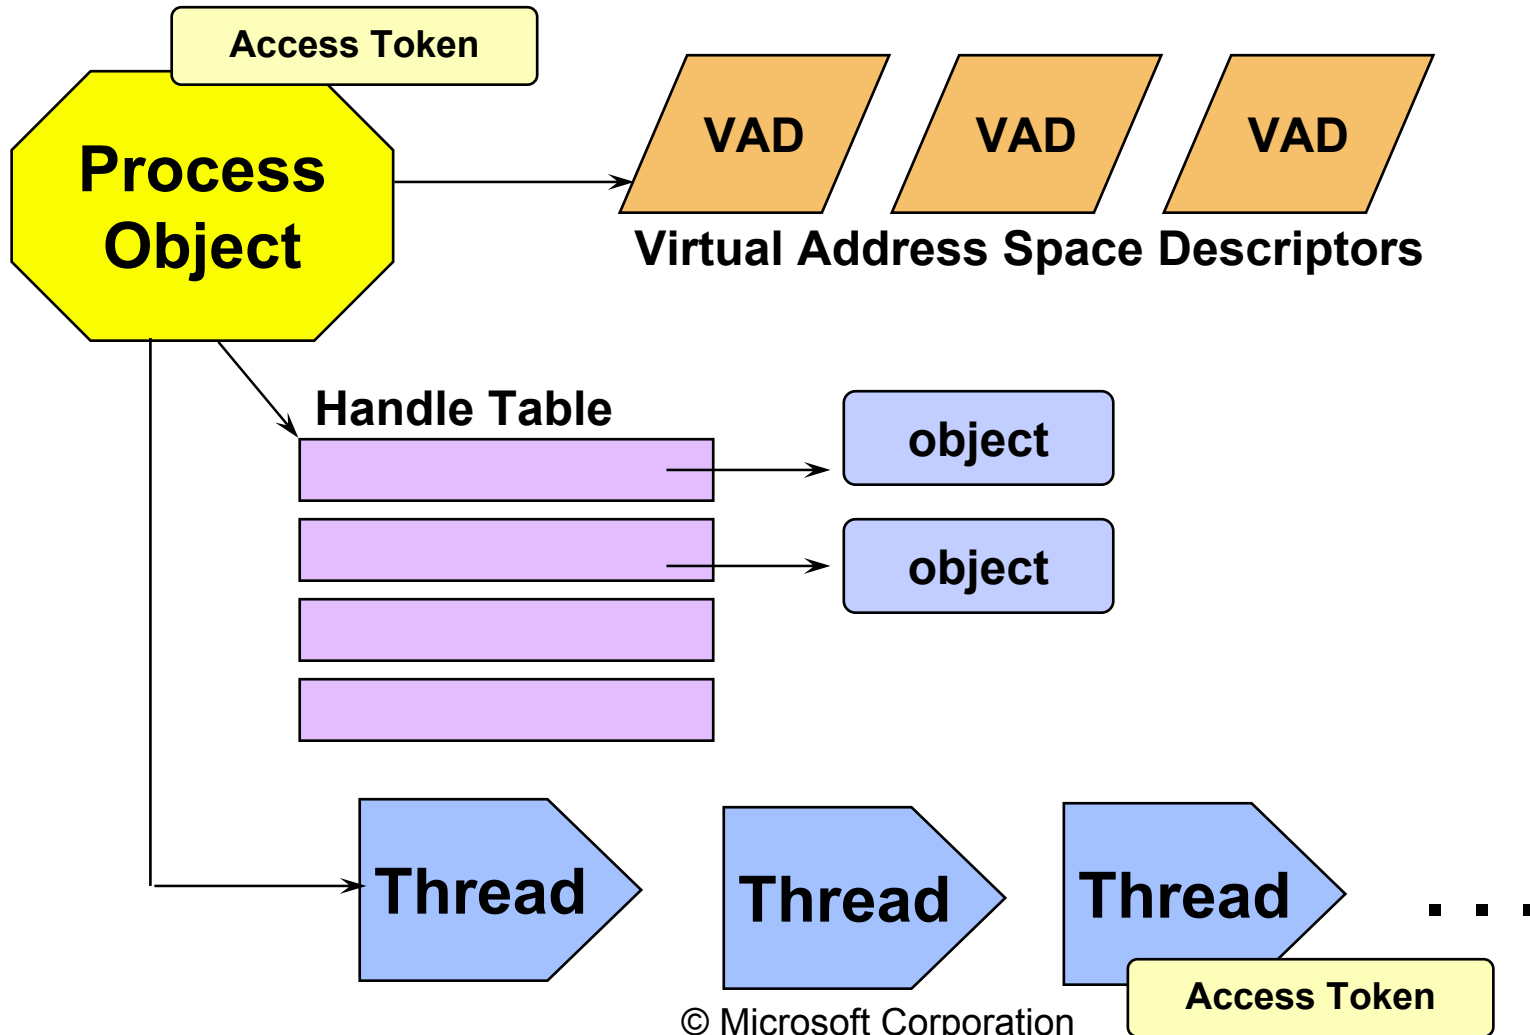 Access Token
Process
Object
VAD
VAD
VAD
Virtual Address Space Descriptors
Handle Table
object
object
Thread
Thread
Thread
. . .
Access Token
© Microsoft Corporation